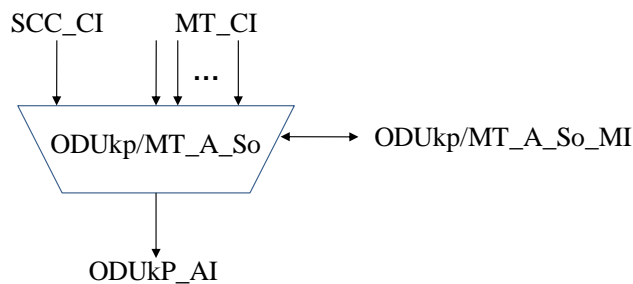 SCC_CI MT_CI
...
ODUkp/MT_A_So ODUkp/MT_A_So_MI
ODUkP_AI